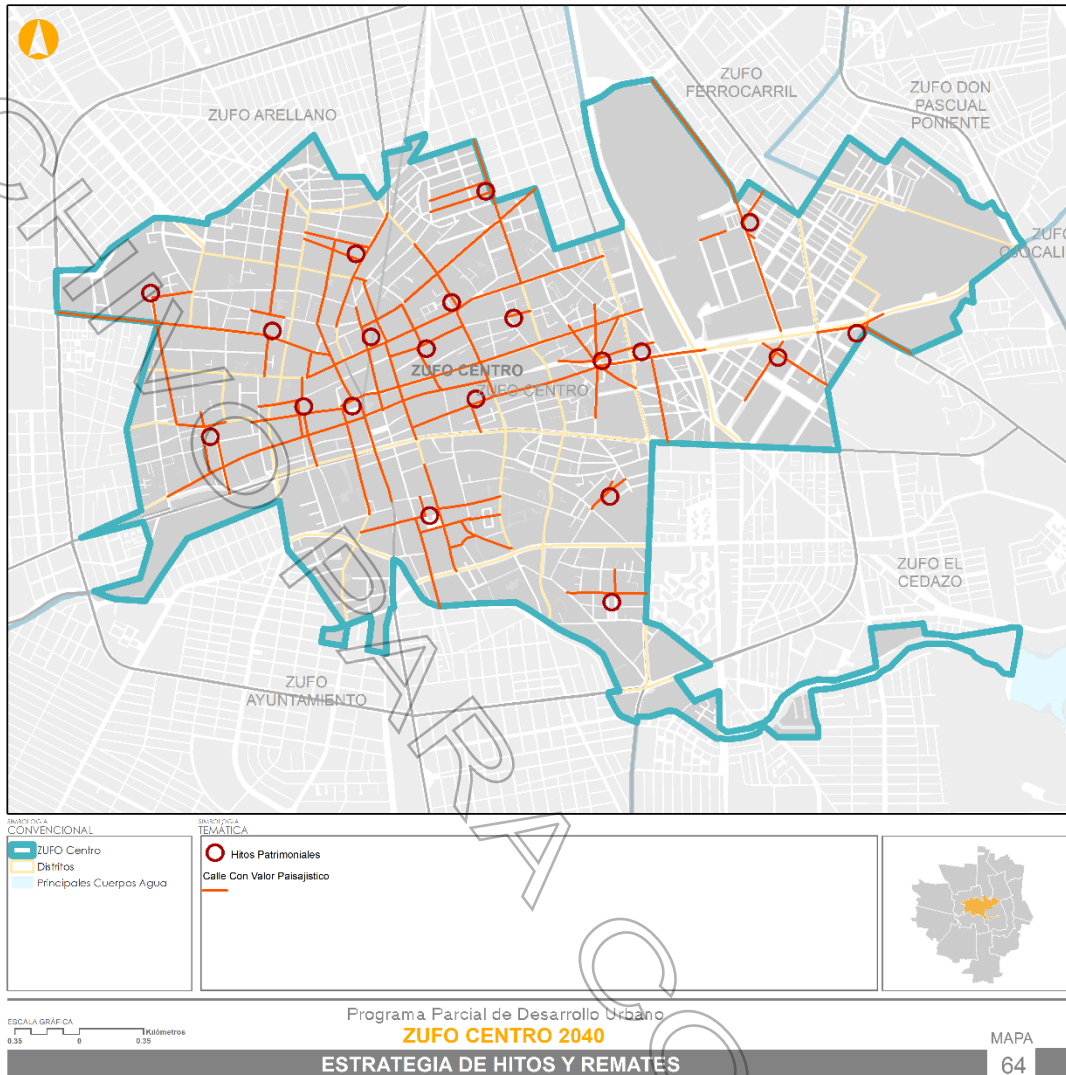 ZUFO
FERROCARRIL
ZUFO DON
PASCUAL
PONIENTE
ZUFO ARELLANO
ZUFO
ZUFO CENTRO
ZUFO CENTRO
ZUFO EL
CEDAZO
ZUFO
AYUNTAMIENTO
SIMBOLOGÍA
CONVENCIONAL
ZUFO Centro
Distritos
Principales Cuerpos Agua
SIMBOLOGÍA
TEMÁTICA
Hitos Patrimoniales
Calle Con Valor Paisajístico
ESCALA GRÁFICA
0.35 0 0.35 Kilómetros
Programa Parcial de Desarrollo Urbano
ZUFO CENTRO 2040
ESTRATEGIA DE HITOS Y REMATES
MAPA
64